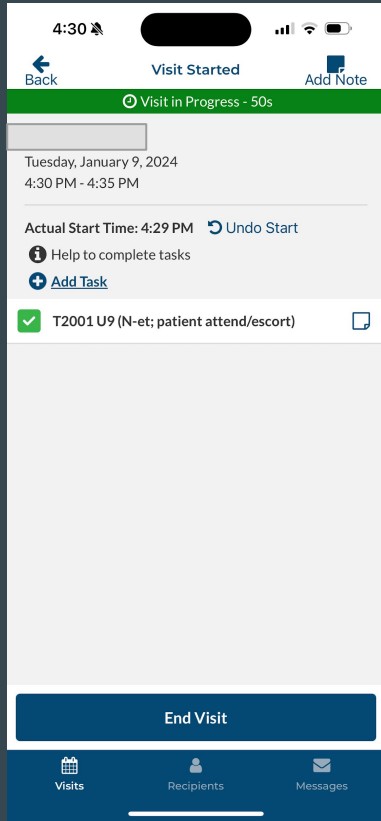 4:30
Back
Visit Started
Add Note
Visit in Progress - 50s
Tuesday, January 9, 2024
4:30 PM - 4:35 PM
Actual Start Time: 4:29 PM Undo Start
Help to complete tasks
Add Task
T2001 U9 (N-et; patient attend/escort)
End Visit
Visits
Recipients
Messages